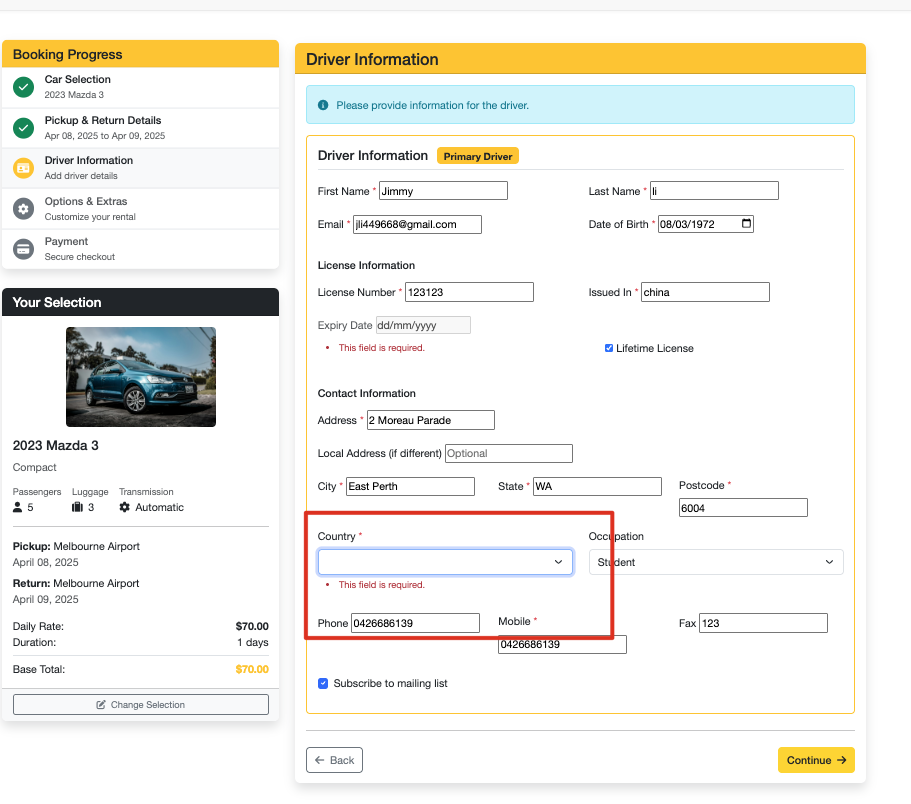 Booking Progress
Car Selection
2023 Mazda 3
Pickup & Return Details
Apr 08, 2025 to Apr 09, 2025
Driver Information
Add driver details
Options & Extras
Customize your rental
Payment
Secure checkout
Your Selection
2023 Mazda 3
Compact
Passengers Luggage Transmission
5 3 Automatic
Pickup: Melbourne Airport
April 08, 2025
Return: Melbourne Airport
April 09, 2025
Daily Rate: $70.00
Duration: 1 days
Base Total: $70.00
Change Selection
Driver Information
Please provide information for the driver.
Driver Information Primary Driver
First Name * Jimmy Last Name * li
Email * jli449668@gmail.com Date of Birth * 08/03/1972
License Information
License Number * 123123 Issued In * china
Expiry Date dd/mm/yyyy
• This field is required. Lifetime License
Contact Information
Address * 2 Moreau Parade
Local Address (if different) Optional
City * East Perth State * WA Postcode *
6004
Country * Occupation
Student
• This field is required.
Phone 0426686139 Mobile * Fax 123
0426686139
Subscribe to mailing list
Back Continue